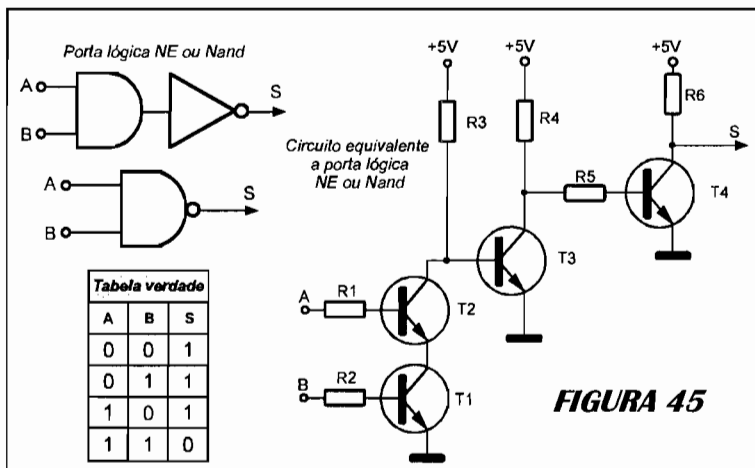 Porta lógica NE ou Nand
A
B
S
A
B
S
Tabela verdade
A B S
0 0 1
0 1 1
1 0 1
1 1 0
Circuito equivalente
a porta lógica
NE ou Nand
+5V
+5V
+5V
R3
R4
R6
S
R5
T4
T3
A
R1
T2
B
R2
T1
FIGURA 45